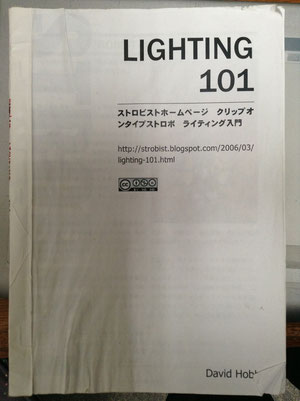 LIGHTING
101
ストロビストホームページ　クリップオ
ンタイプストロボ　ライティング入門
http://strobist.blogspot.com/2006/03/
lighting-101.html
David